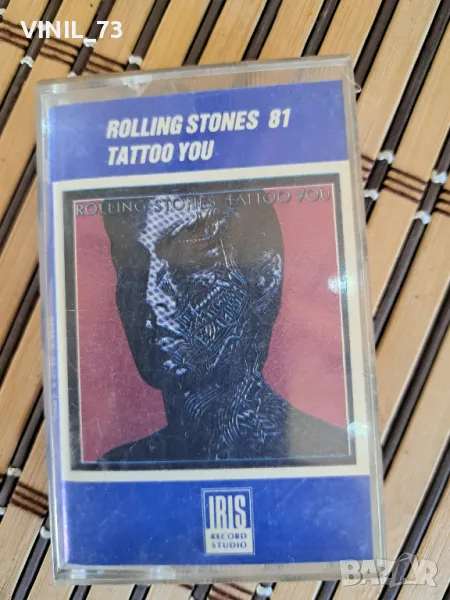 VINIL_73
ROLLING STONES 81
TATTOO YOU
ROLLING STONES TATTOO YOU
IRIS
RECORD
STUDIO
BAZAR